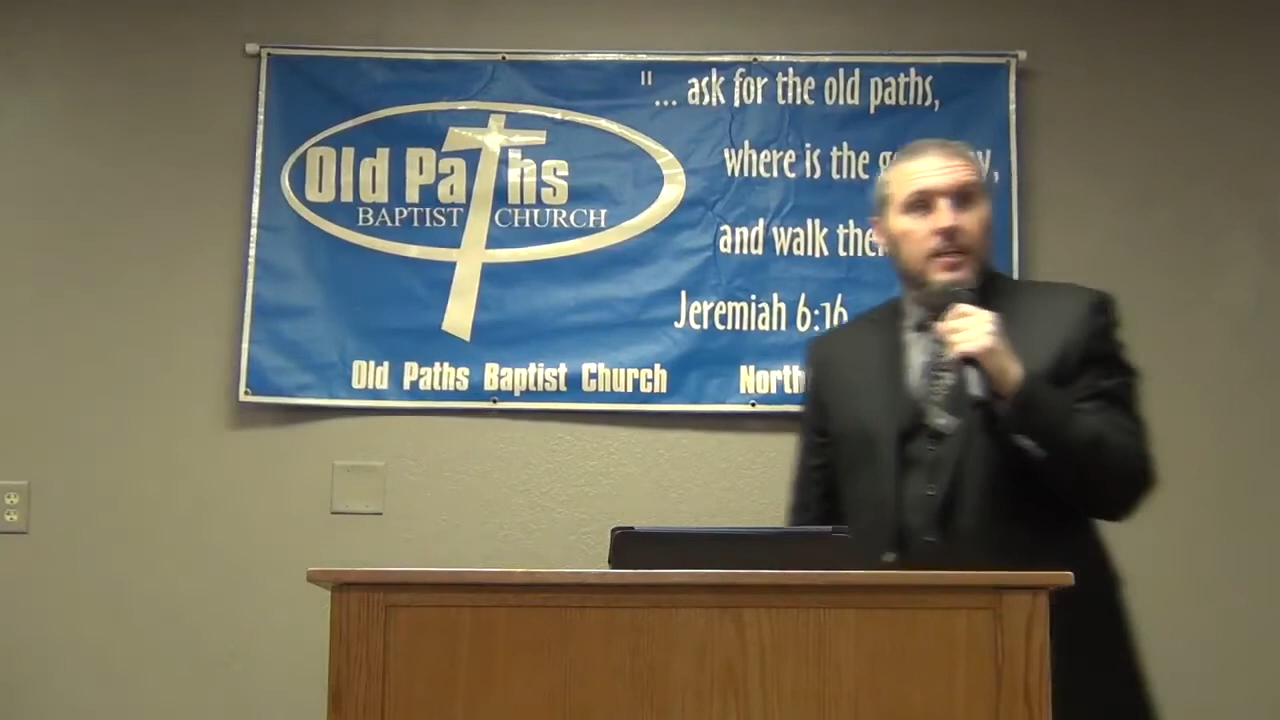 Old Paths
BAPTIST CHURCH
"... ask for the old paths,
where is the
and walk
Jeremiah 6:16
Old Paths Baptist Church North